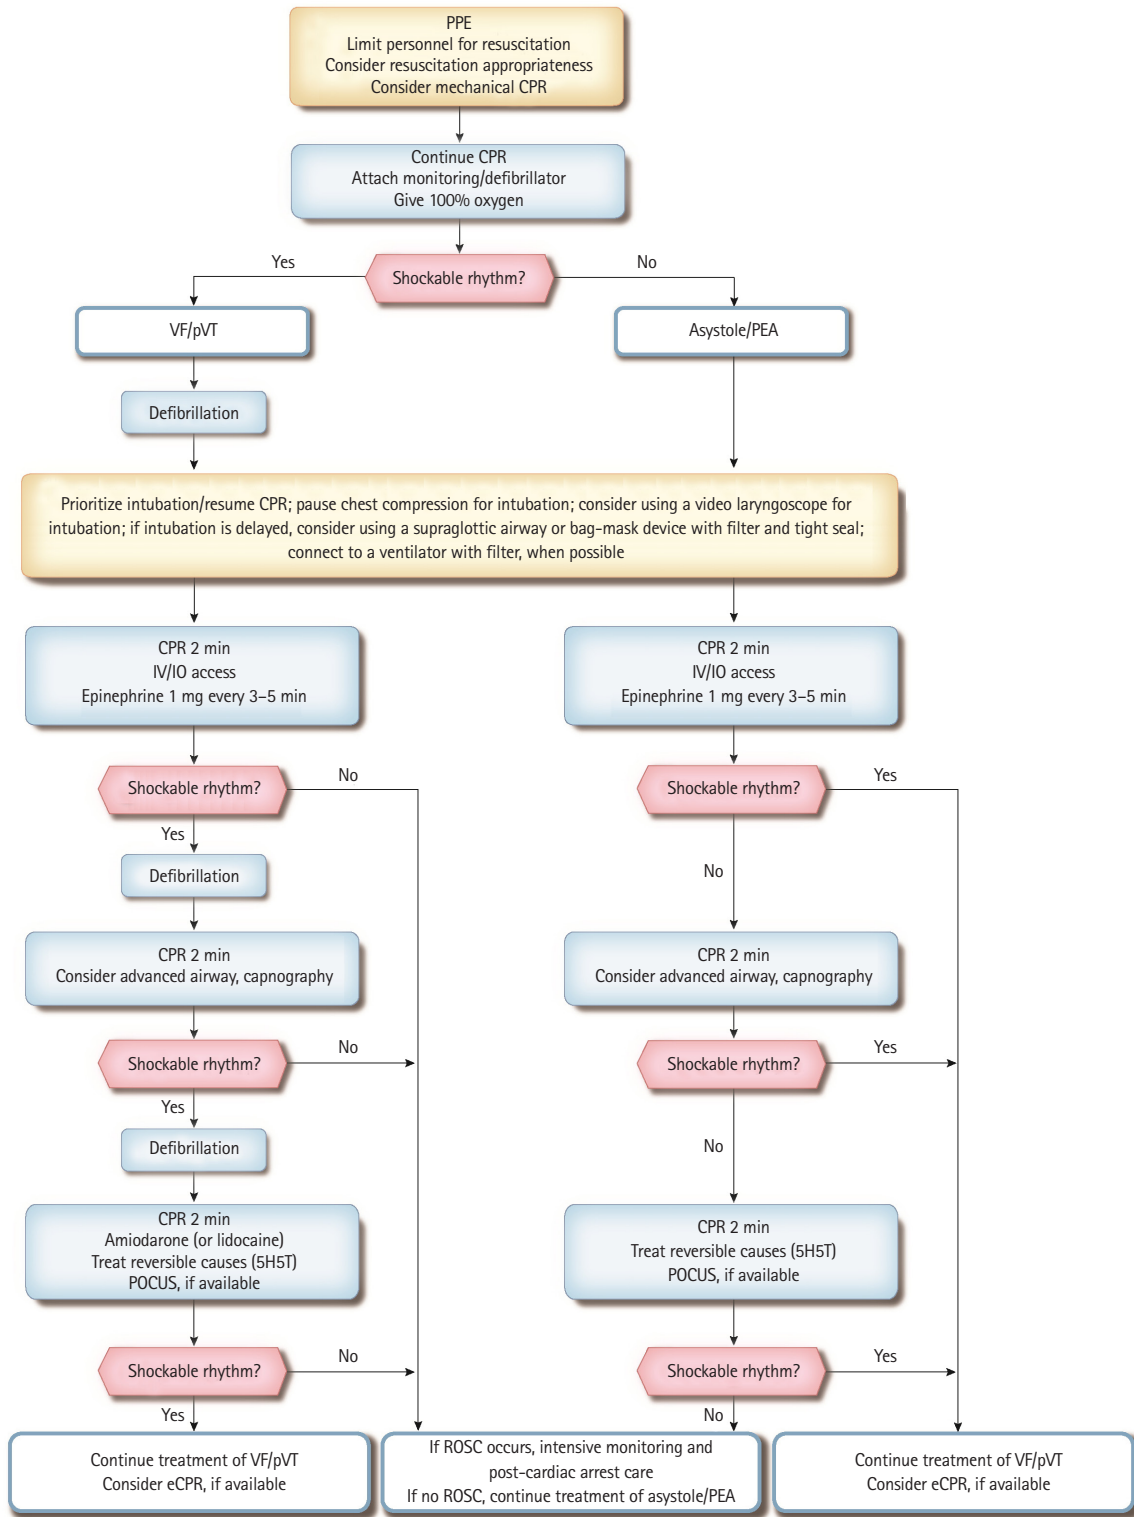 PPE
Limit personnel for resuscitation
Consider resuscitation appropriateness
Consider mechanical CPR
Continue CPR
Attach monitoring/defibrillator
Give 100% oxygen
Yes
Shockable rhythm?
No
VF/pVT
Asystole/PEA
Defibrillation
Prioritize intubation/resume CPR; pause chest compression for intubation; consider using a video laryngoscope for
intubation; if intubation is delayed, consider using a supraglottic airway or bag-mask device with filter and tight seal;
connect to a ventilator with filter, when possible
CPR 2 min
IV/IO access
Epinephrine 1 mg every 3–5 min
CPR 2 min
IV/IO access
Epinephrine 1 mg every 3–5 min
Shockable rhythm?
No
Shockable rhythm?
Yes
Yes
No
Defibrillation
CPR 2 min
Consider advanced airway, capnography
CPR 2 min
Consider advanced airway, capnography
Shockable rhythm?
No
Shockable rhythm?
Yes
Yes
No
Defibrillation
CPR 2 min
Amiodarone (or lidocaine)
Treat reversible causes (5H5T)
POCUS, if available
CPR 2 min
Treat reversible causes (5H5T)
POCUS, if available
Shockable rhythm?
No
Shockable rhythm?
Yes
Yes
No
Continue treatment of VF/pVT
Consider eCPR, if available
If ROSC occurs, intensive monitoring and
post-cardiac arrest care
If no ROSC, continue treatment of asystole/PEA
Continue treatment of VF/pVT
Consider eCPR, if available